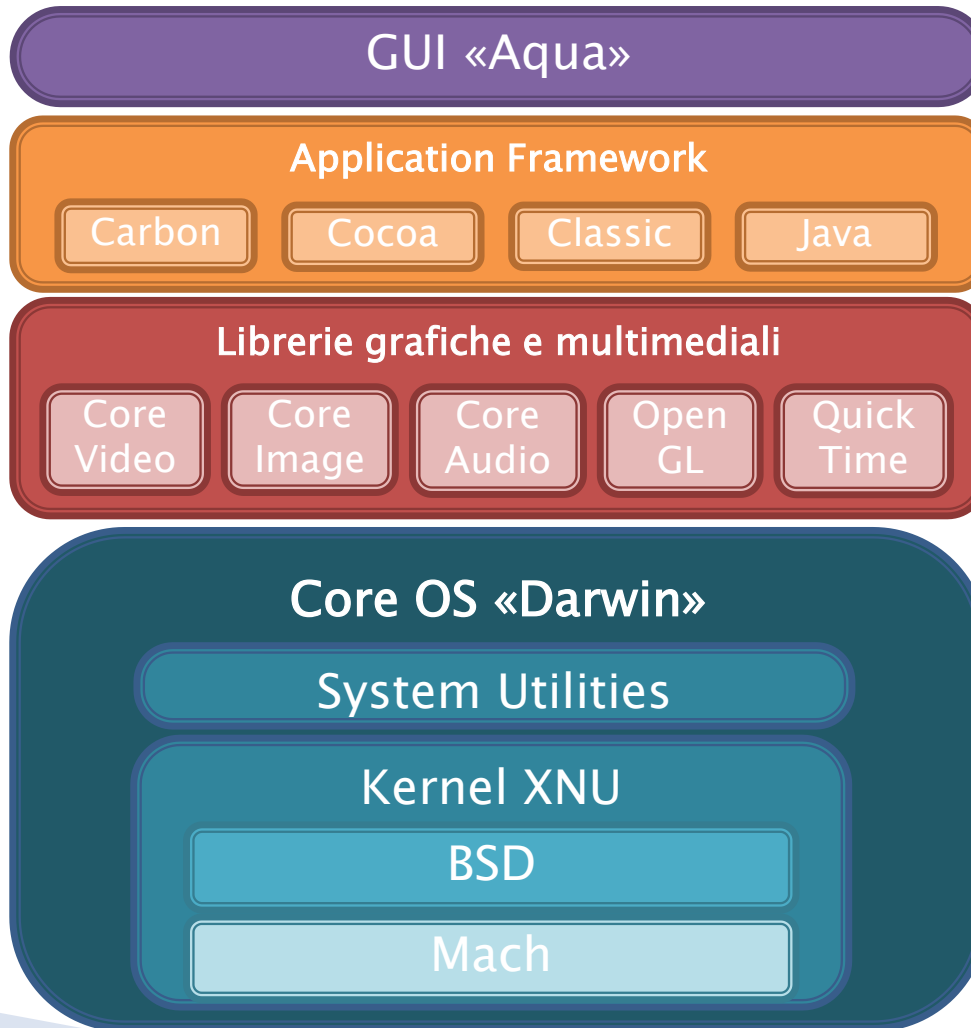 GUI «Aqua»
Application Framework
Carbon Cocoa Classic Java
Librerie grafiche e multimediali
Core Video
Core Image
Core Audio
Open GL
Quick Time
Core OS «Darwin»
System Utilities
Kernel XNU
BSD
Mach